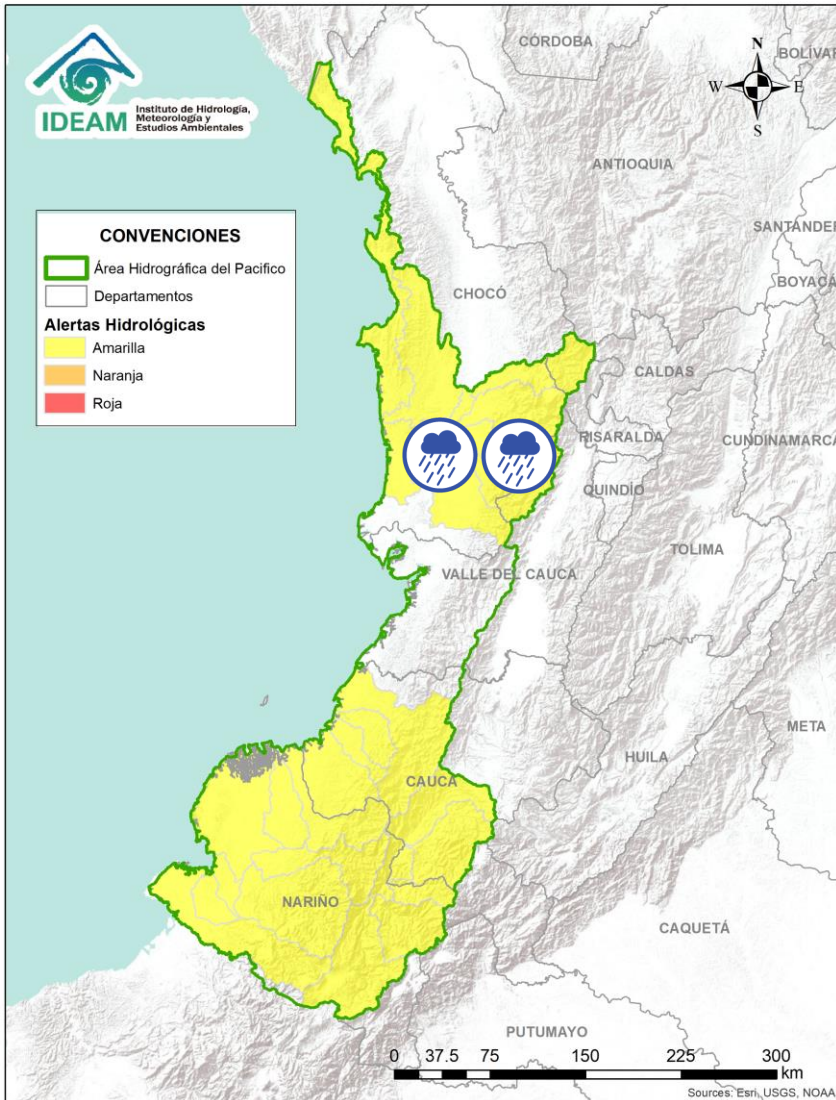 IDEAM
Instituto de Hidrología,
Meteorología y
Estudios Ambientales
CÓRDOBA
BOLÍVAR
N
W
E
S
ANTIOQUIA
SANTANDER
BOYACÁ
CONVENCIONES
Área Hidrográfica del Pacifico
Departamentos
Alertas Hidrológicas
Amarilla
Naranja
Roja
CHOCÓ
CALDAS
RISARALDA
CUNDINAMARCA
QUINDÍO
TOLIMA
VALLE DEL CAUCA
META
HUILA
CAUCA
NARIÑO
CAQUETÁ
PUTUMAYO
0 37.5 75 150 225 300
km
Sources: Esri, USGS, NOAA